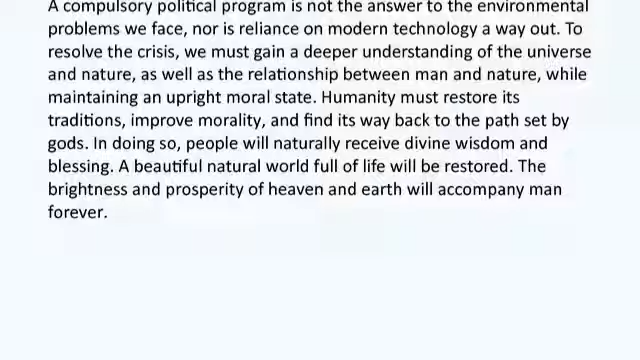 A compulsory political program is not the answer to the environmental
problems we face, nor is reliance on modern technology a way out. To
resolve the crisis, we must gain a deeper understanding of the universe
and nature, as well as the relationship between man and nature, while
maintaining an upright moral state. Humanity must restore its
traditions, improve morality, and find its way back to the path set by
gods. In doing so, people will naturally receive divine wisdom and
blessing. A beautiful natural world full of life will be restored. The
brightness and prosperity of heaven and earth will accompany man
forever.